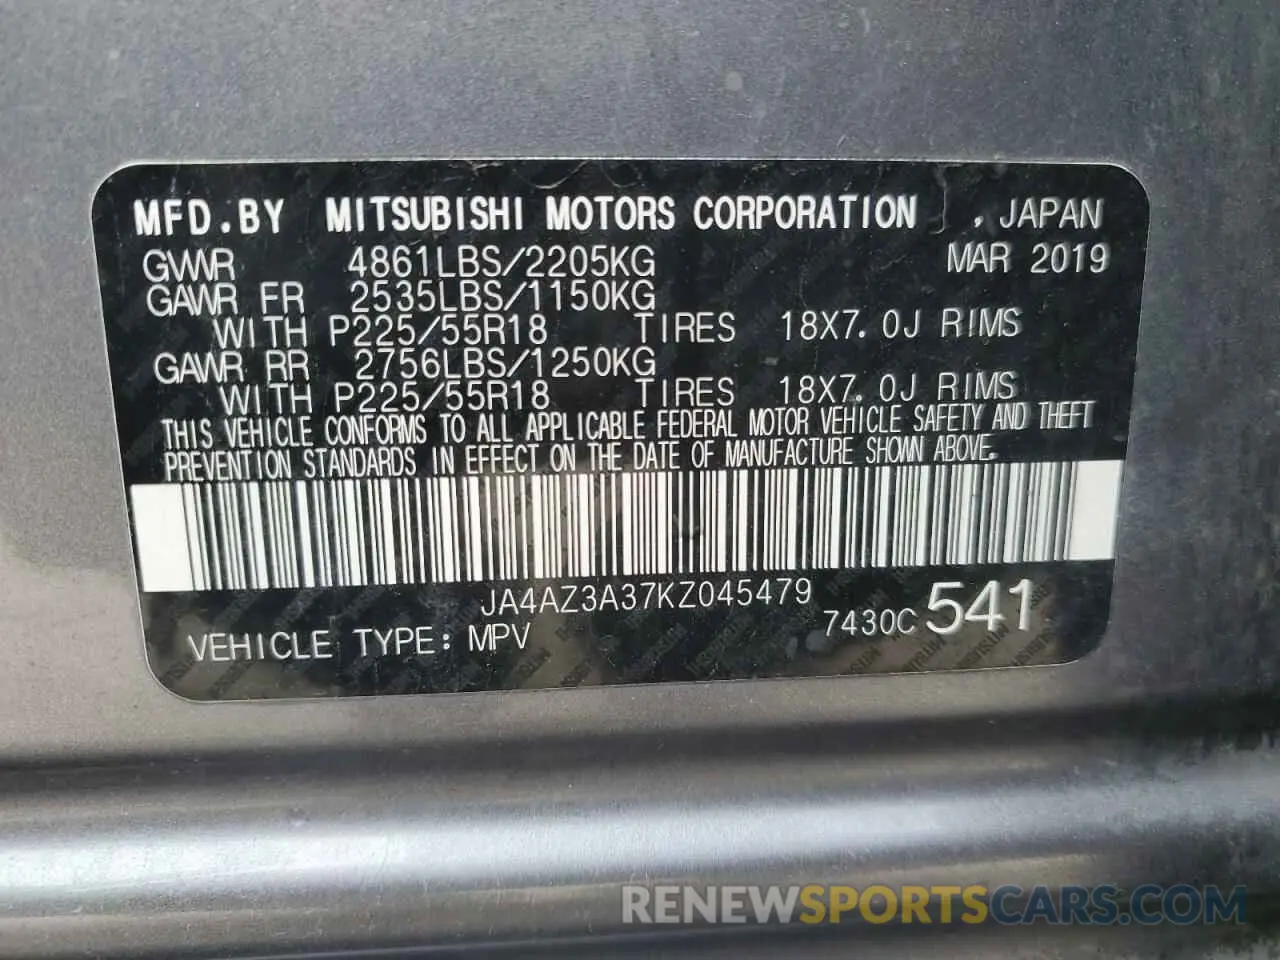 MFD.BY MITSUBISHI MOTORS CORPORATION , JAPAN
GVWR 4861LBS/2205KG MAR 2019
GAWR FR 2535LBS/1150KG
WITH P225/55R18 TIRES 18X7.0J RIMS
GAWR RR 2756LBS/1250KG
WITH P225/55R18 TIRES 18X7.0J RIMS
THIS VEHICLE CONFORMS TO ALL APPLICABLE FEDERAL MOTOR VEHICLE SAFETY AND THEFT
PREVENTION STANDARDS IN EFFECT ON THE DATE OF MANUFACTURE SHOWN ABOVE.
JA4AZ3A37KZ045479
VEHICLE TYPE: MPV 7430C 541
RENEWSPORTSCARS.COM